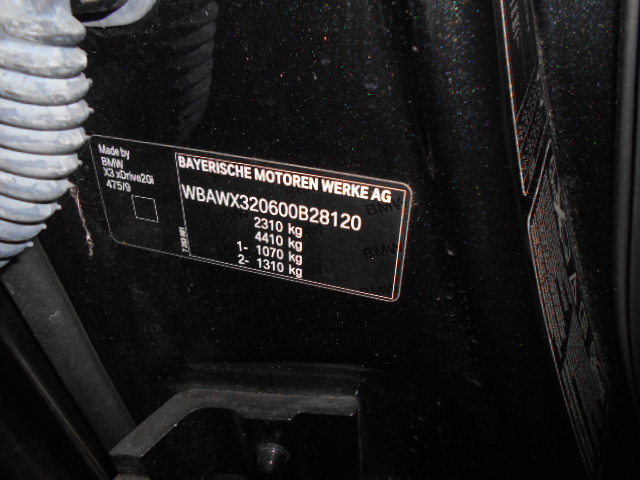 Made by
BMW
X3 xDrive20i
475/9
BAYERISCHE MOTOREN WERKE AG
WBAWX320600B28120
2310 kg
4410 kg
1- 1070 kg
2- 1310 kg